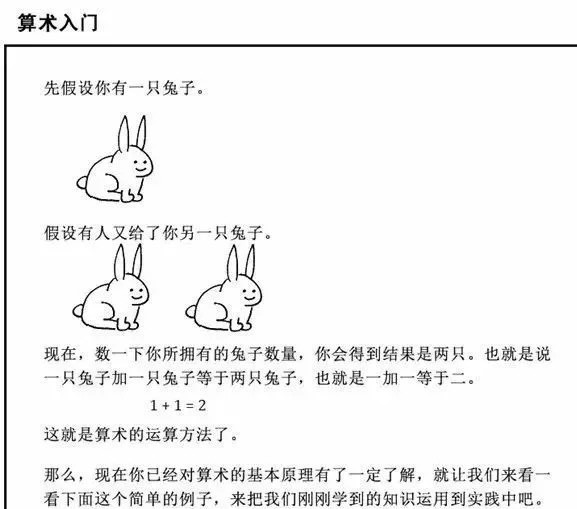 算术入门
先假设你有一只兔子。
假设有人又给了你另一只兔子。
现在，数一下你所拥有的兔子数量，你会得到结果是两只。也就是说
一只兔子加一只兔子等于两只兔子，也就是一加一等于二。
1 + 1 = 2
这就是算术的运算方法了。
那么，现在你已经对算术的基本原理有了一定了解，就让我们来看一
看下面这个简单的例子，来把我们刚刚学到的知识运用到实践中吧。